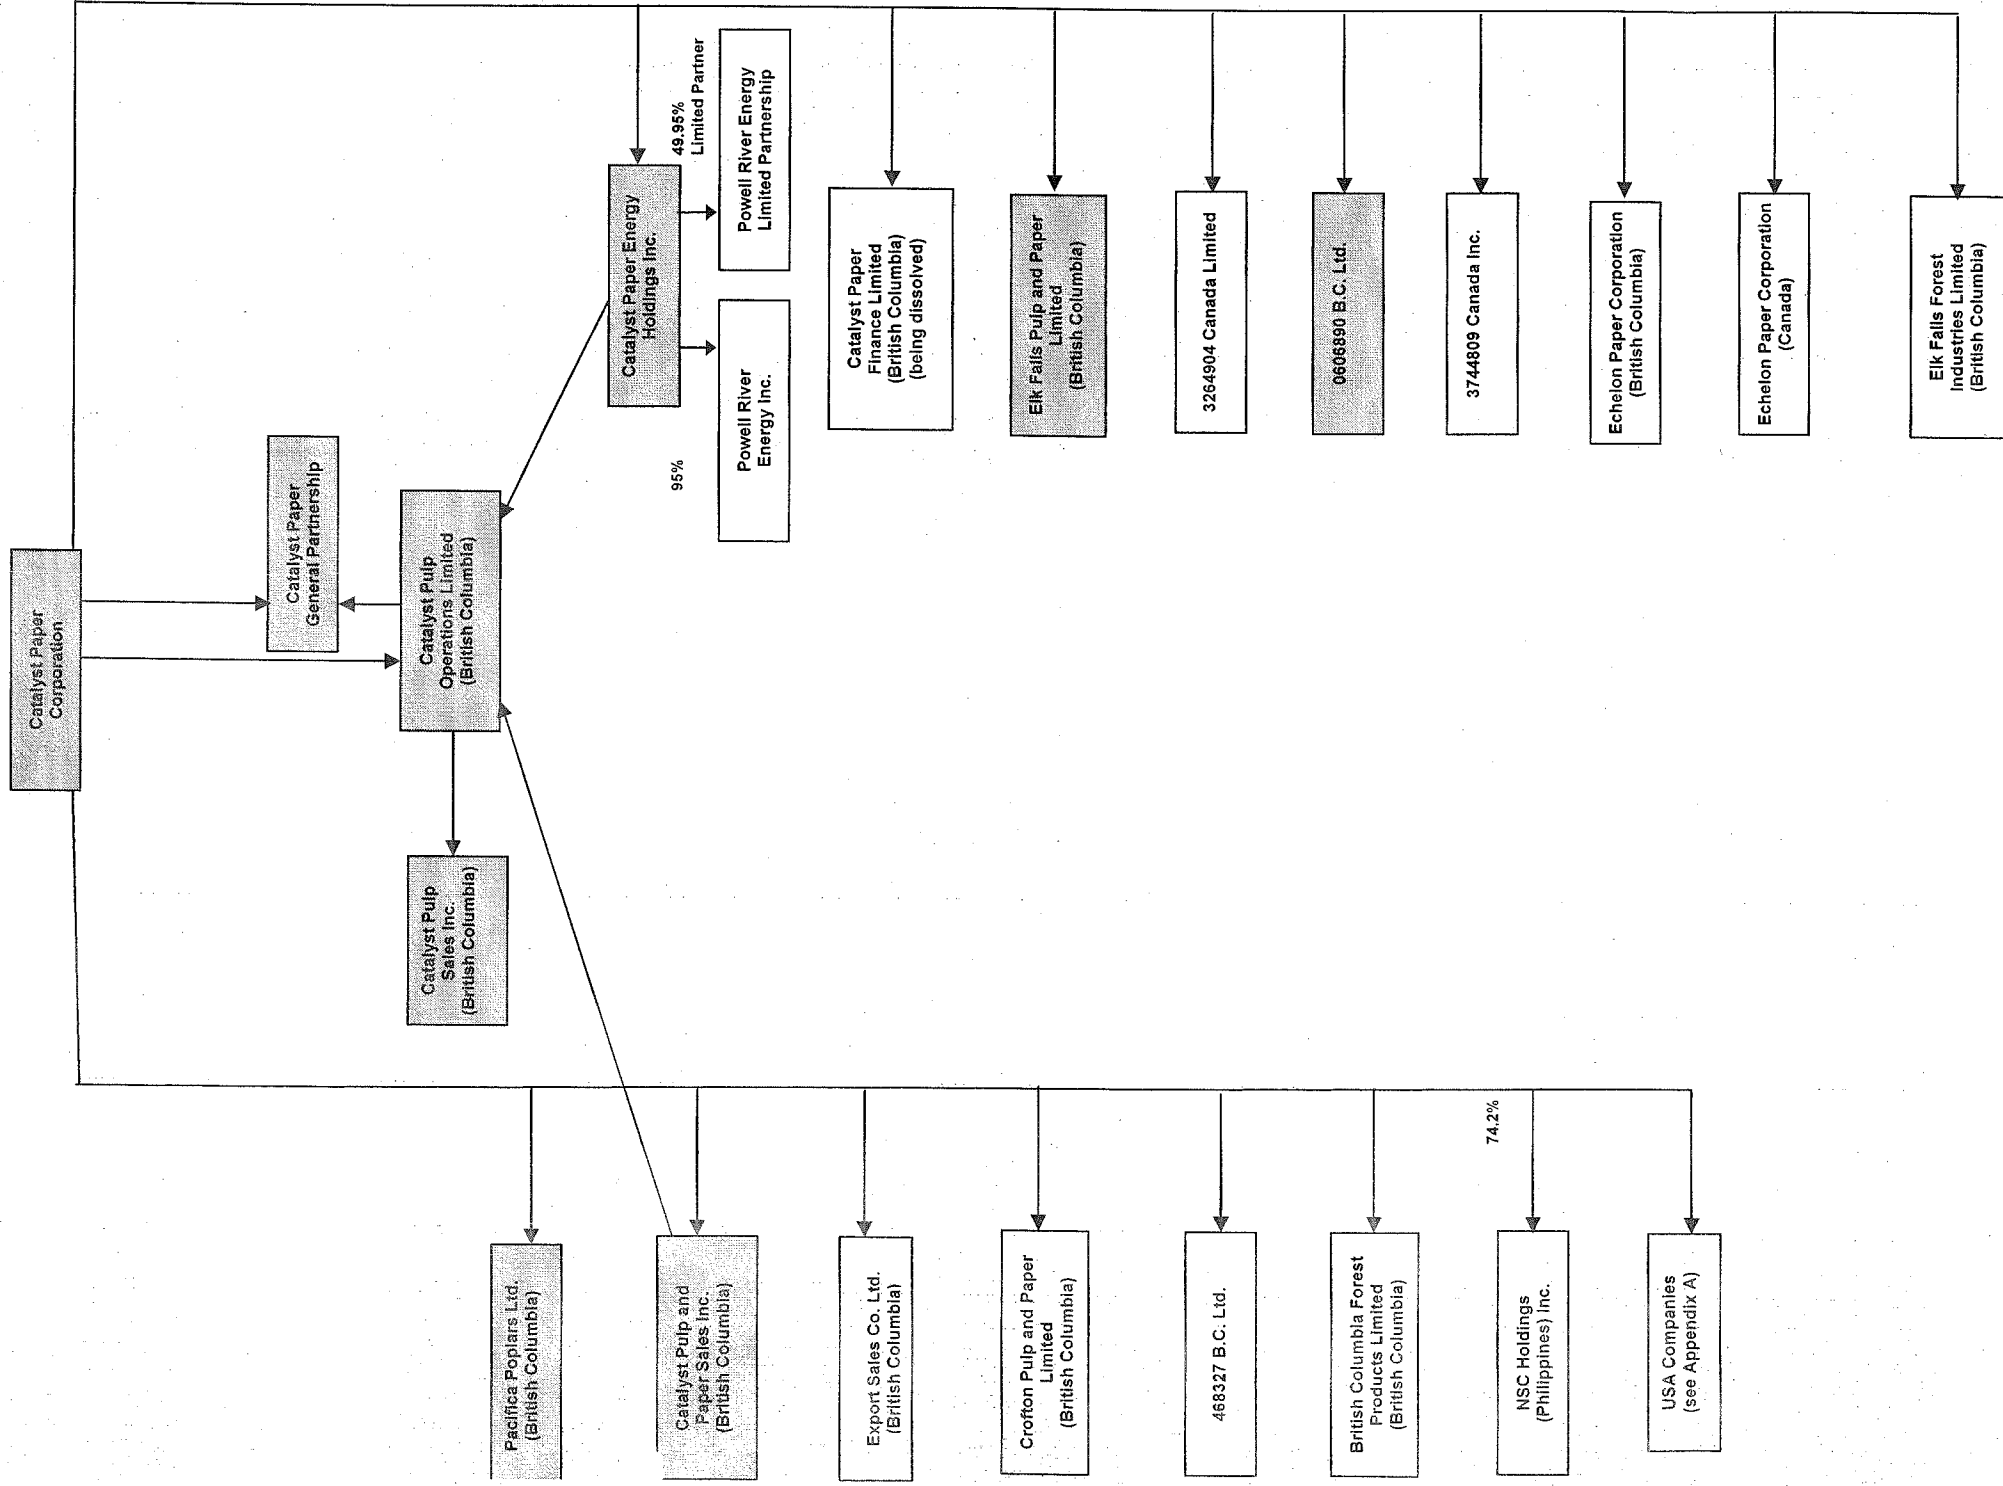 Catalyst Paper
Corporation
Catalyst Paper
General Partnership
Catalyst Pulp
Operations Limited
(British Columbia)
Catalyst Pulp
Sales Inc.
(British Columbia)
Pacifica Poplars Ltd.
(British Columbia)
Catalyst Pulp and
Paper Sales Inc.
(British Columbia)
Export Sales Co. Ltd.
(British Columbia)
Crofton Pulp and Paper
Limited
(British Columbia)
468327 B.C. Ltd.
British Columbia Forest
Products Limited
(British Columbia)
74.2%
NSC Holdings
(Philippines) Inc.
USA Companies
(see Appendix A)
Catalyst Paper Energy
Holdings Inc.
95%
Powell River
Energy Inc.
49.95%
Limited Partner
Powell River Energy
Limited Partnership
Catalyst Paper
Finance Limited
(British Columbia)
(being dissolved)
Elk Falls Pulp and Paper
Limited
(British Columbia)
3264904 Canada Limited
0606890 B.C. Ltd.
3744809 Canada Inc.
Echelon Paper Corporation
(British Columbia)
Echelon Paper Corporation
(Canada)
Elk Falls Forest
Industries Limited
(British Columbia)